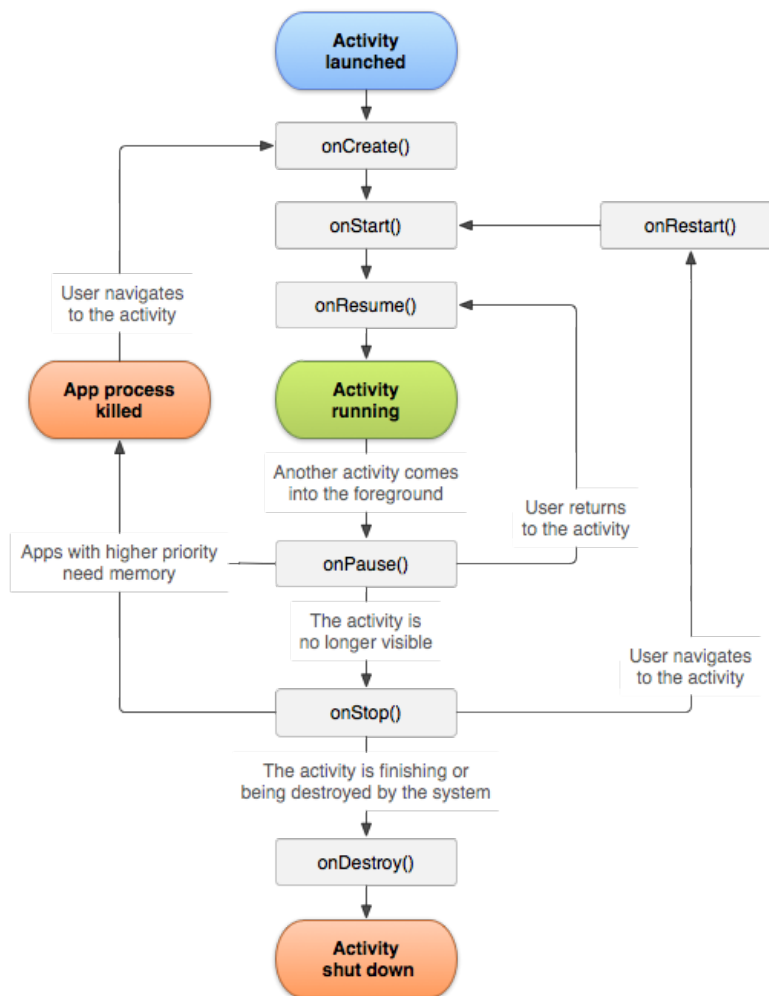 Activity
launched
onCreate()
onStart()
onRestart()
User navigates
to the activity
onResume()
App process
killed
Activity
running
Another activity comes
into the foreground
User returns
to the activity
Apps with higher priority
need memory
onPause()
The activity is
no longer visible
User navigates
to the activity
onStop()
The activity is finishing or
being destroyed by the system
onDestroy()
Activity
shut down